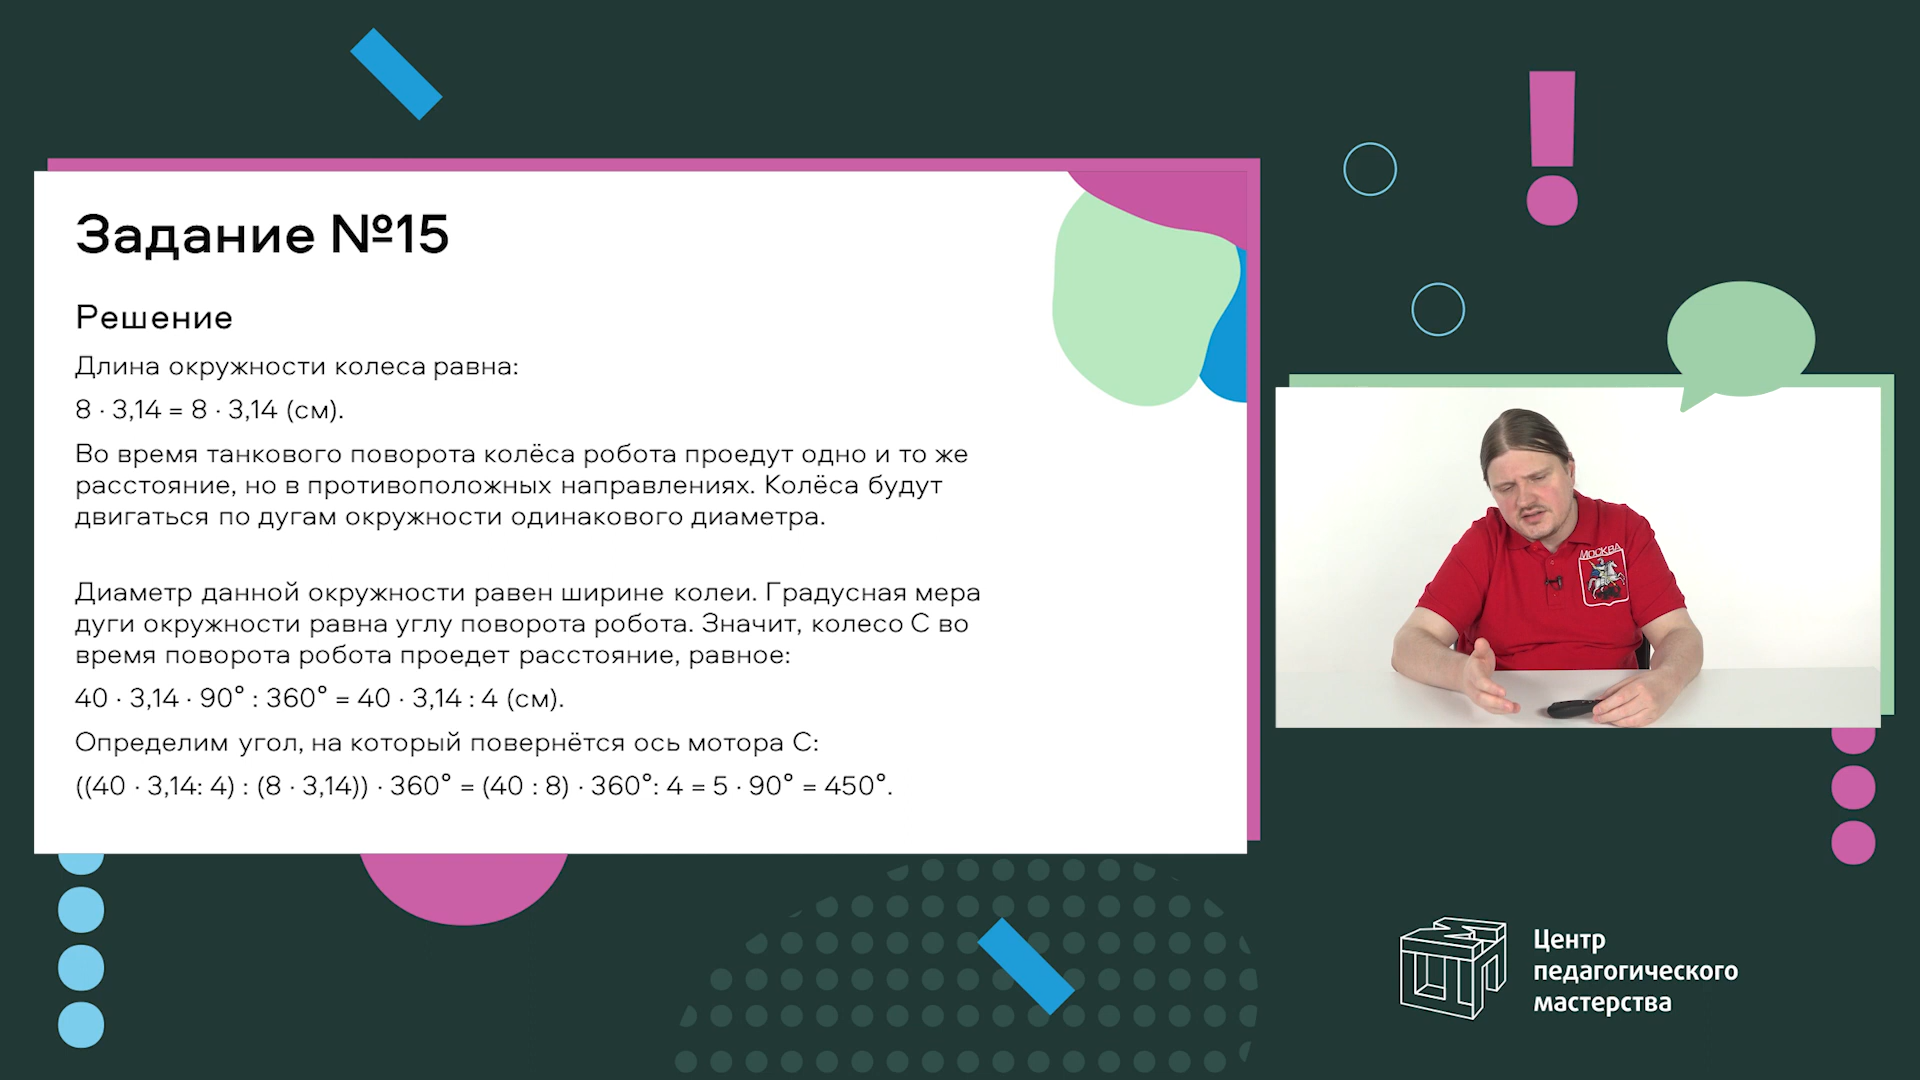 Задание №15
Решение
Длина окружности колеса равна:
8 · 3,14 = 8 · 3,14 (см).
Во время танкового поворота колёса робота проедут одно и то же
расстояние, но в противоположных направлениях. Колёса будут
двигаться по дугам окружности одинакового диаметра.
Диаметр данной окружности равен ширине колеи. Градусная мера
дуги окружности равна углу поворота робота. Значит, колесо С во
время поворота робота проедет расстояние, равное:
40 · 3,14 · 90° : 360° = 40 · 3,14 : 4 (см).
Определим угол, на который повернётся ось мотора С:
((40 · 3,14: 4) : (8 · 3,14)) · 360° = (40 : 8) · 360°: 4 = 5 · 90° = 450°.
МОСКВА
Центр
педагогического
мастерства